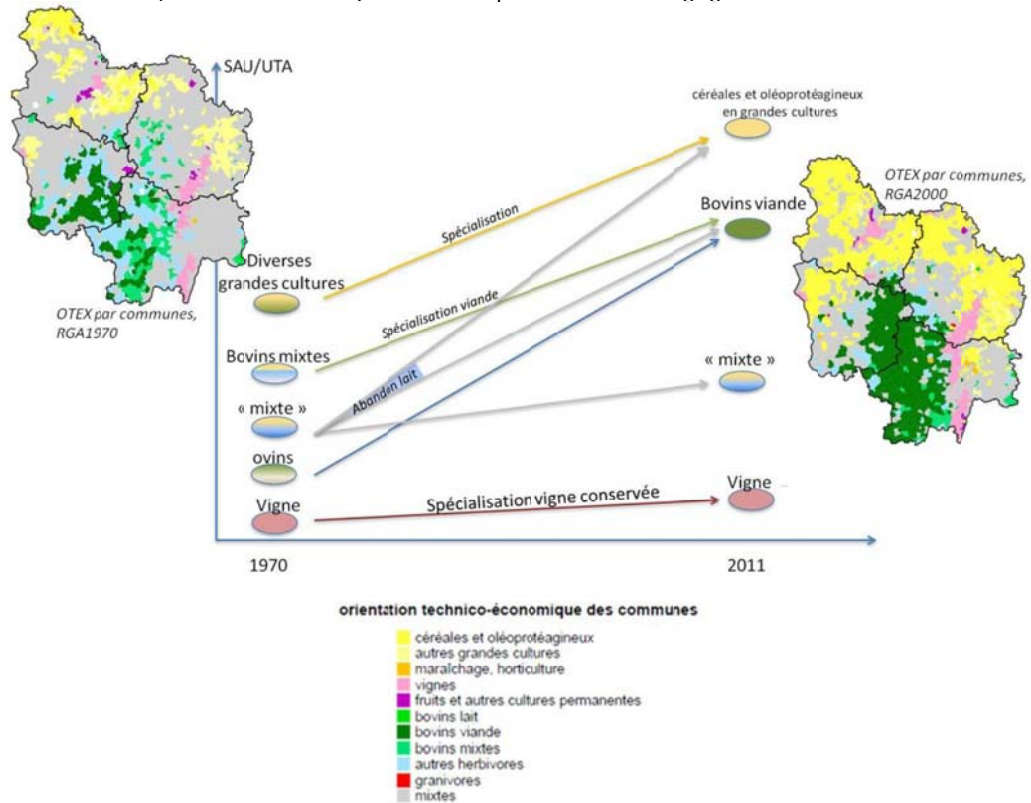 SAU/UTA
céréales et oléoprotéagineux
en grandes cultures
OTEX par communes,
RGA2000
Bovins viande
Spécialisation
Diverses
grandes cultures
OTEX par communes,
RGA1970
Spécialisation viande
Bovins mixtes
« mixte »
Abandon lait
« mixte »
ovins
Vigne
Spécialisation vigne conservée
Vigne
1970
2011
orientation technico-économique des communes
céréales et oléoprotéagineux
autres grandes cultures
maraîchage, horticulture
vignes
fruits et autres cultures permanentes
bovins lait
bovins viande
bovins mixtes
autres herbivores
granivores
mixtes